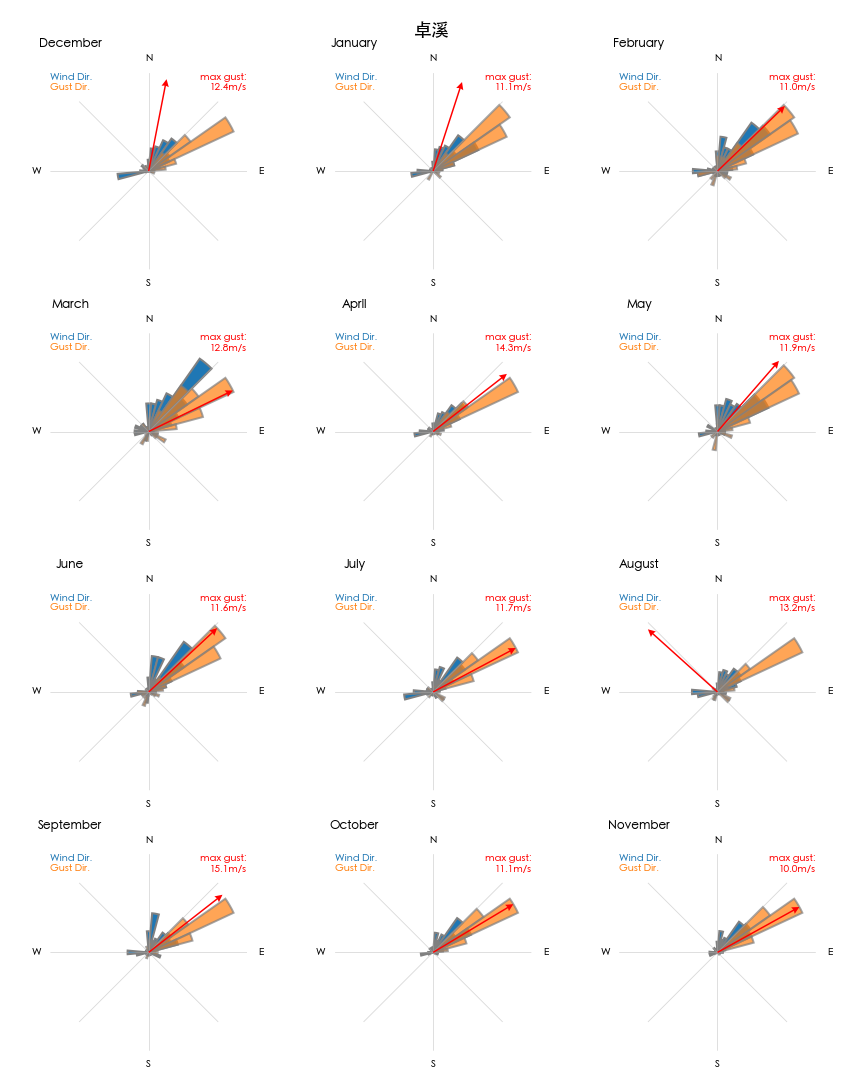 卓溪
December
N
Wind Dir.
Gust Dir.
max gust:
12.4m/s
W
E
S
January
N
Wind Dir.
Gust Dir.
max gust:
11.1m/s
W
E
S
February
N
Wind Dir.
Gust Dir.
max gust:
11.0m/s
W
E
S
March
N
Wind Dir.
Gust Dir.
max gust:
12.8m/s
W
E
S
April
N
Wind Dir.
Gust Dir.
max gust:
14.3m/s
W
E
S
May
N
Wind Dir.
Gust Dir.
max gust:
11.9m/s
W
E
S
June
N
Wind Dir.
Gust Dir.
max gust:
11.6m/s
W
E
S
July
N
Wind Dir.
Gust Dir.
max gust:
11.7m/s
W
E
S
August
N
Wind Dir.
Gust Dir.
max gust:
13.2m/s
W
E
S
September
N
Wind Dir.
Gust Dir.
max gust:
15.1m/s
W
E
S
October
N
Wind Dir.
Gust Dir.
max gust:
11.1m/s
W
E
S
November
N
Wind Dir.
Gust Dir.
max gust:
10.0m/s
W
E
S